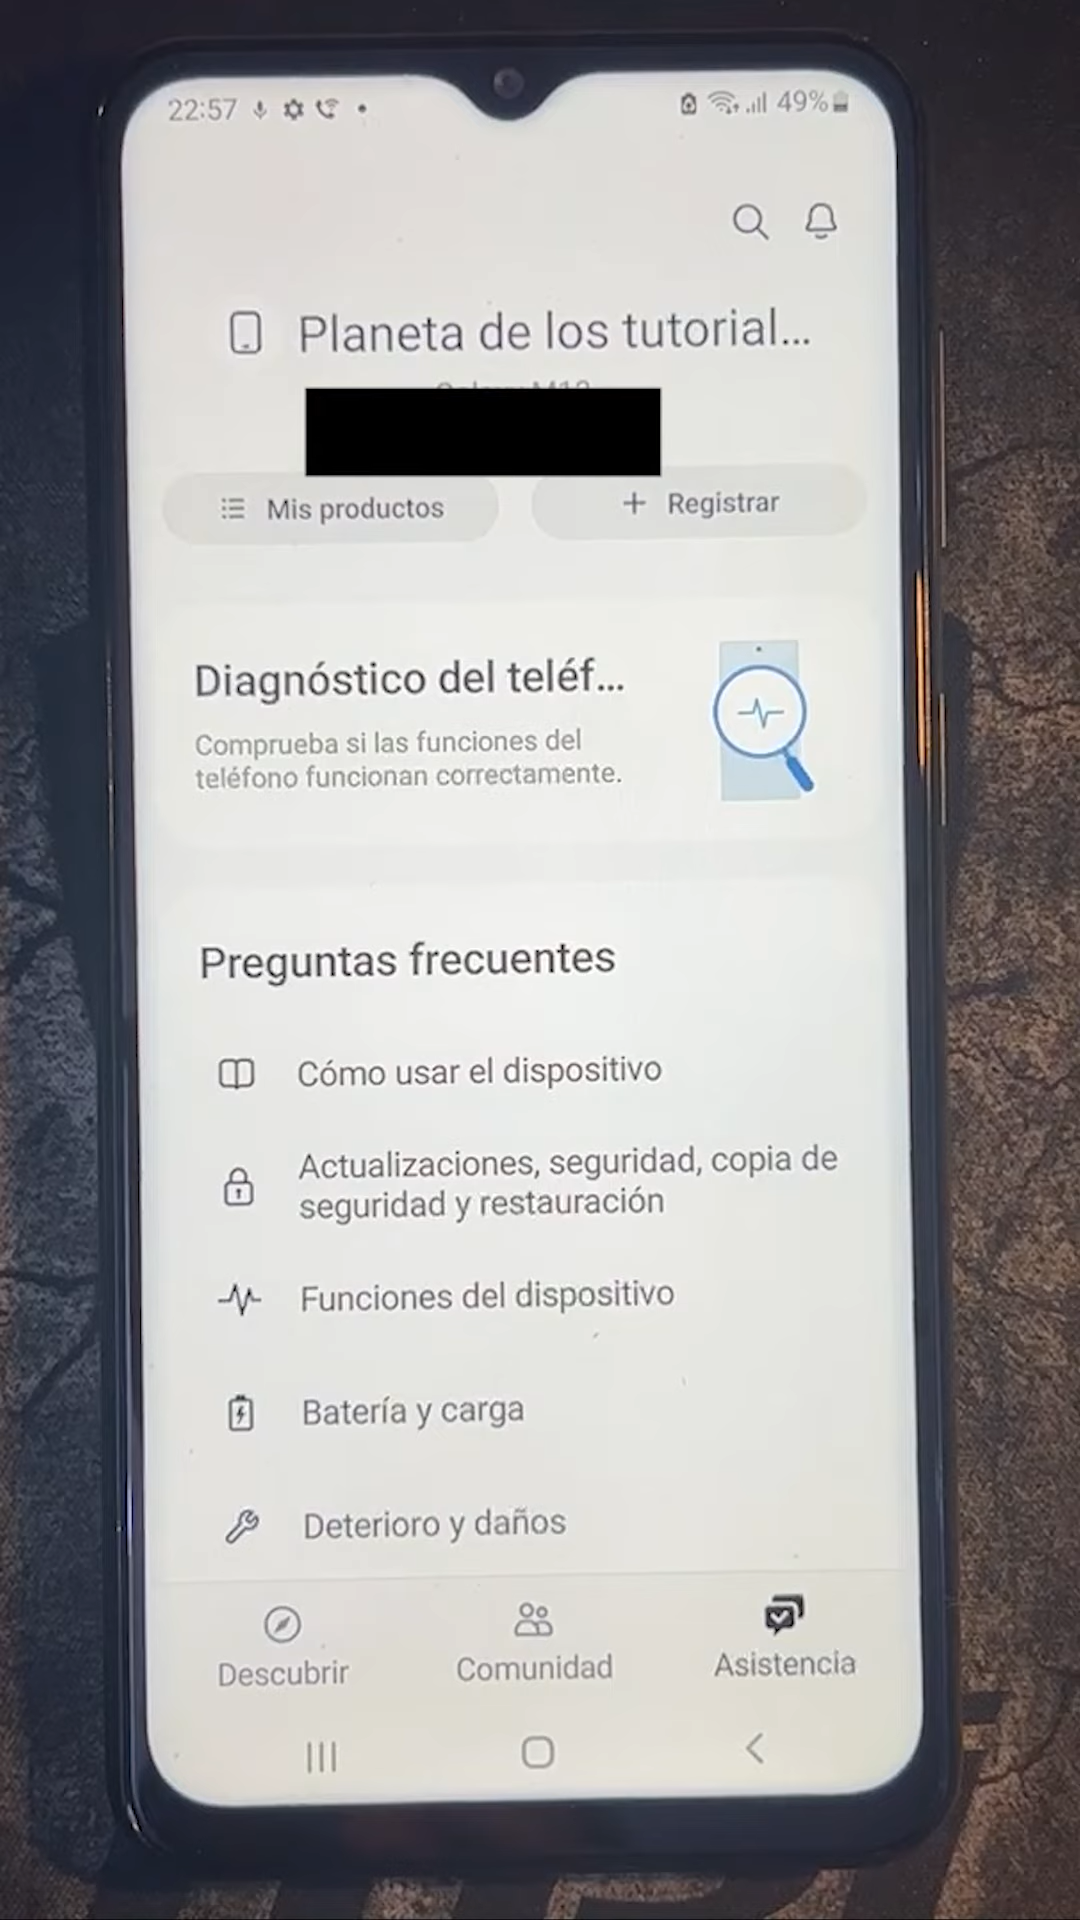 22:57
49%
Planeta de los tutorial...
Mis productos
+ Registrar
Diagnóstico del teléf...
Comprueba si las funciones del
teléfono funcionan correctamente.
Preguntas frecuentes
Cómo usar el dispositivo
Actualizaciones, seguridad, copia de
seguridad y restauración
Funciones del dispositivo
Batería y carga
Deterioro y daños
Descubrir
Comunidad
Asistencia